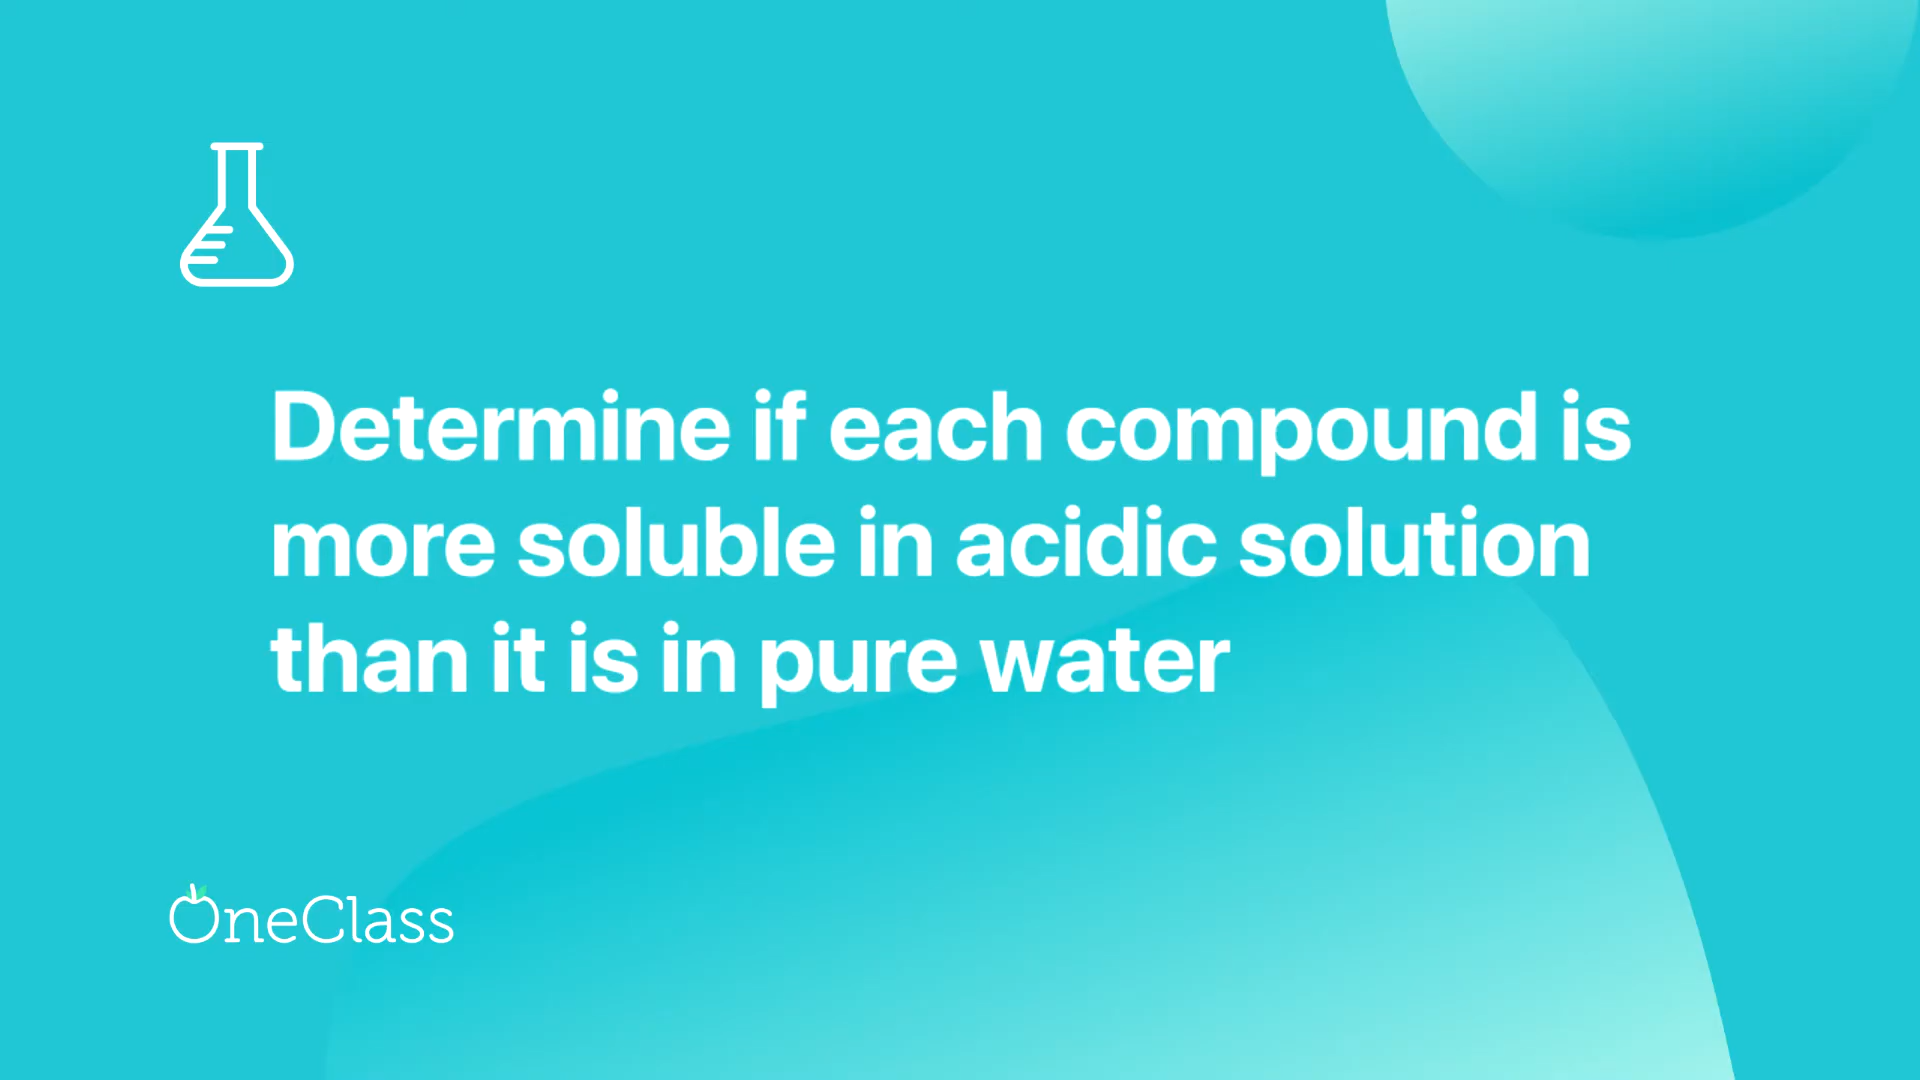 Determine if each compound is
more soluble in acidic solution
than it is in pure water
OneClass